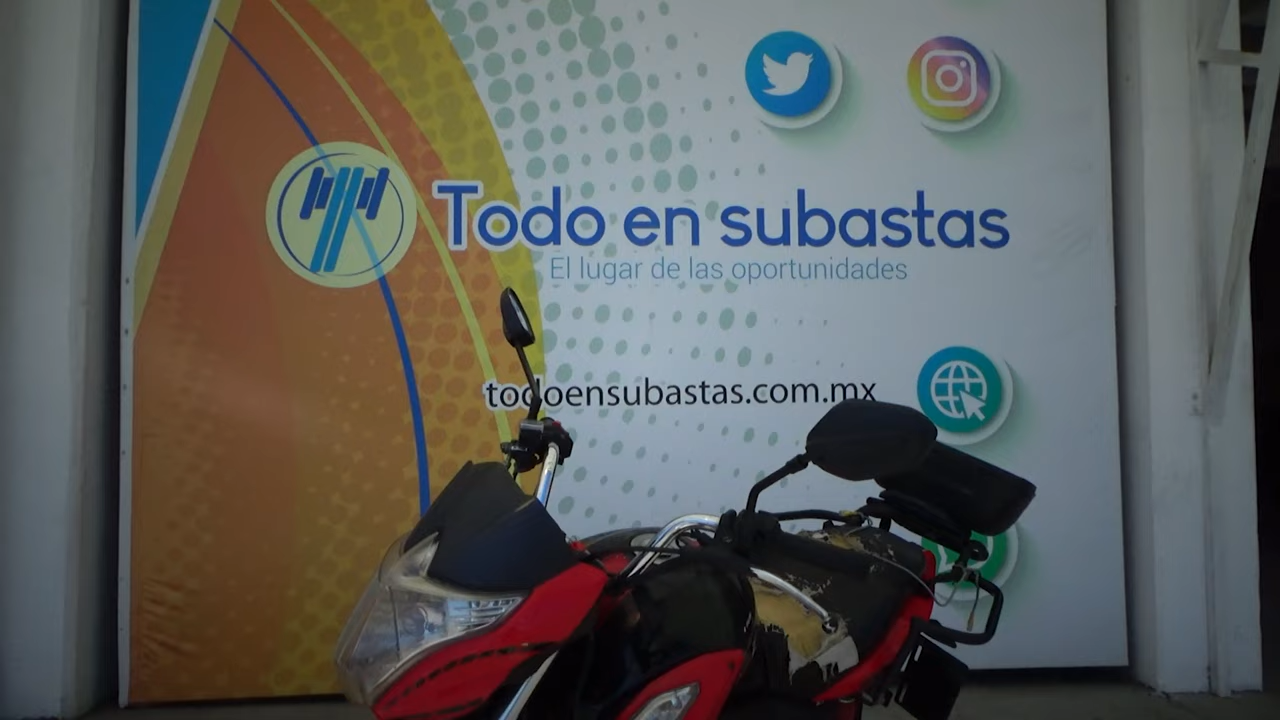 Todo en subastas
El lugar de las oportunidades
todoensubastas.com.mx